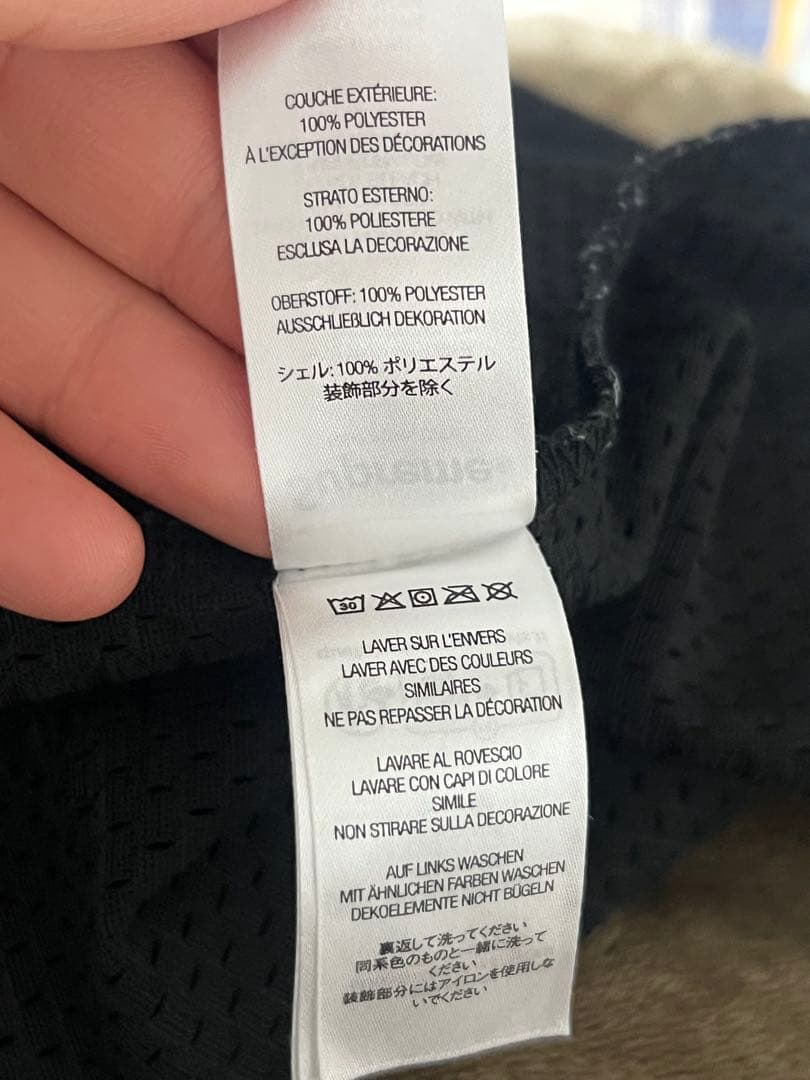 COUCHE EXTÉRIEURE:
100% POLYESTER
À L'EXCEPTION DES DÉCORATIONS
STRATO ESTERNO:
100% POLIESTERE
ESCLUSA LA DECORAZIONE
OBERSTOFF: 100% POLYESTER
AUSSCHLIEBLICH DEKORATION
シェル: 100% ポリエステル
装飾部分を除く
30
LAVER SUR L'ENVERS
LAVER AVEC DES COULEURS
SIMILAIRES
NE PAS REPASSER LA DÉCORATION
LAVARE AL ROVESCIO
LAVARE CON CAPI DI COLORE
SIMILE
NON STIRARE SULLA DECORAZIONE
AUF LINKS WASCHEN
MIT ÄHNLICHEN FARBEN WASCHEN
DEKOELEMENTE NICHT BÜGELN
裏返して洗ってください
同系色のものと一緒に洗って
ください
装飾部分にはアイロンを使用しな
いでください